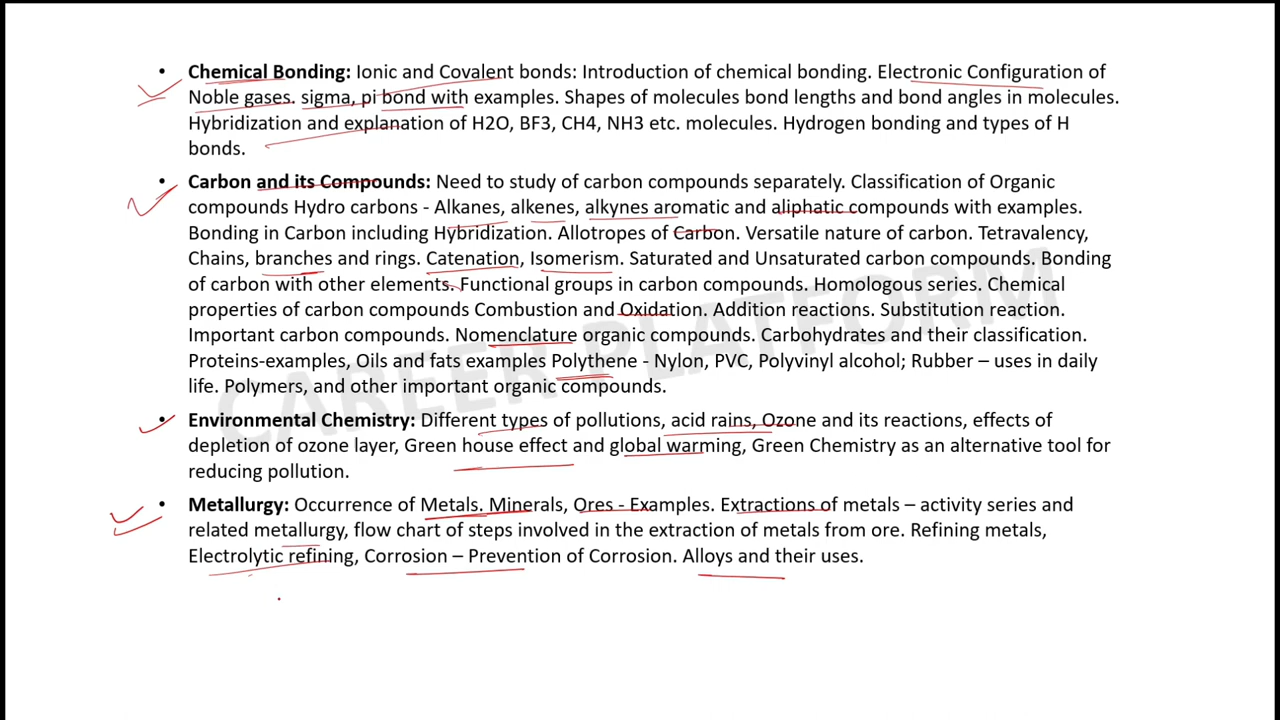 • Chemical Bonding: Ionic and Covalent bonds: Introduction of chemical bonding. Electronic Configuration of
Noble gases. sigma, pi bond with examples. Shapes of molecules bond lengths and bond angles in molecules.
Hybridization and explanation of H2O, BF3, CH4, NH3 etc. molecules. Hydrogen bonding and types of H
bonds.
• Carbon and its Compounds: Need to study of carbon compounds separately. Classification of Organic
compounds Hydro carbons - Alkanes, alkenes, alkynes aromatic and aliphatic compounds with examples.
Bonding in Carbon including Hybridization. Allotropes of Carbon. Versatile nature of carbon. Tetravalency,
Chains, branches and rings. Catenation, Isomerism. Saturated and Unsaturated carbon compounds. Bonding
of carbon with other elements. Functional groups in carbon compounds. Homologous series. Chemical
properties of carbon compounds Combustion and Oxidation. Addition reactions. Substitution reaction.
Important carbon compounds. Nomenclature organic compounds. Carbohydrates and their classification.
Proteins-examples, Oils and fats examples Polythene - Nylon, PVC, Polyvinyl alcohol; Rubber – uses in daily
life. Polymers, and other important organic compounds.
• Environmental Chemistry: Different types of pollutions, acid rains, Ozone and its reactions, effects of
depletion of ozone layer, Green house effect and global warming, Green Chemistry as an alternative tool for
reducing pollution.
• Metallurgy: Occurrence of Metals. Minerals, Ores - Examples. Extractions of metals – activity series and
related metallurgy, flow chart of steps involved in the extraction of metals from ore. Refining metals,
Electrolytic refining, Corrosion – Prevention of Corrosion. Alloys and their uses.
CAREER PLATFORM